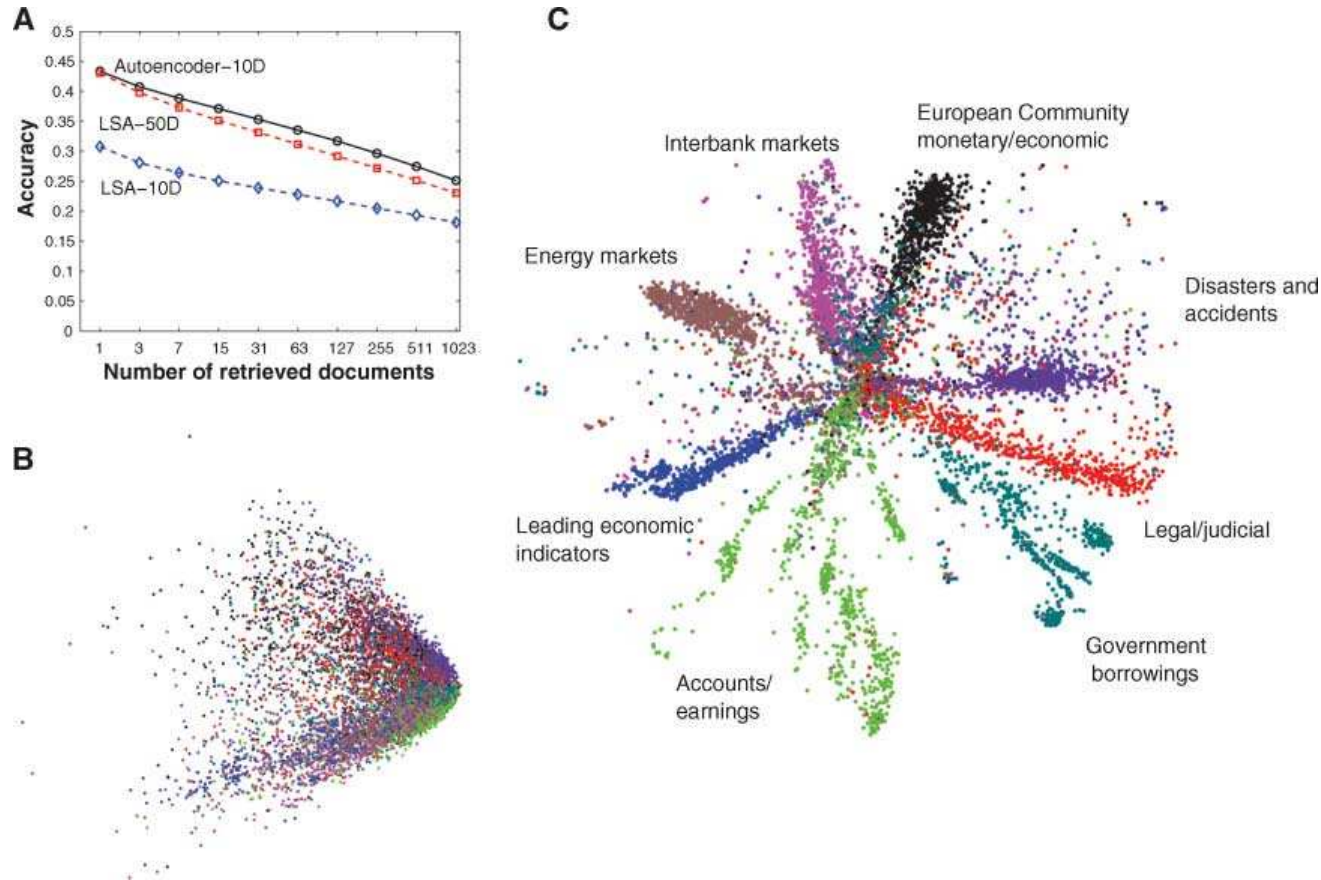 A
0.5
0.45
0.4
0.35
0.3
0.25
0.2
0.15
0.1
0.05
0
Accuracy
Autoencoder-10D
LSA-50D
LSA-10D
1 3 7 15 31 63 127 255 511 1023
Number of retrieved documents
B
C
European Community
monetary/economic
Interbank markets
Energy markets
Disasters and
accidents
Leading economic
indicators
Legal/judicial
Government
borrowings
Accounts/
earnings